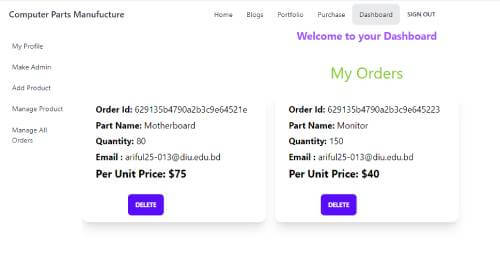 Computer Parts Manufucture
Home Blogs Portfolio Purchase Dashboard SIGN OUT
Welcome to your Dashboard
My Profile
Make Admin
Add Product
Manage Product
Manage All
Orders
My Orders
Order Id: 629135b4790a2b3c9e64521e
Part Name: Motherboard
Quantity: 80
Email : ariful25-013@diu.edu.bd
Per Unit Price: $75
DELETE
Order Id: 629135b4790a2b3c9e645223
Part Name: Monitor
Quantity: 150
Email : ariful25-013@diu.edu.bd
Per Unit Price: $40
DELETE